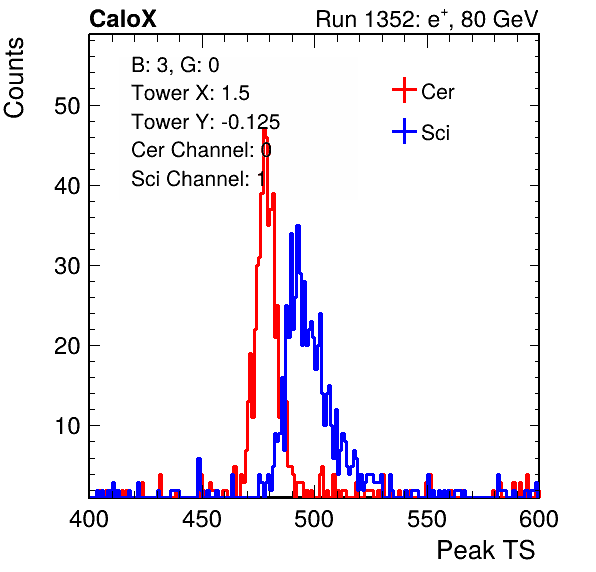 CaloX Run 1352: e⁺, 80 GeV
Counts
B: 3, G: 0
Tower X: 1.5
Tower Y: -0.125
Cer Channel: 0
Sci Channel: 1
Cer
Sci
50
40
30
20
10
400 450 500 550 600
Peak TS